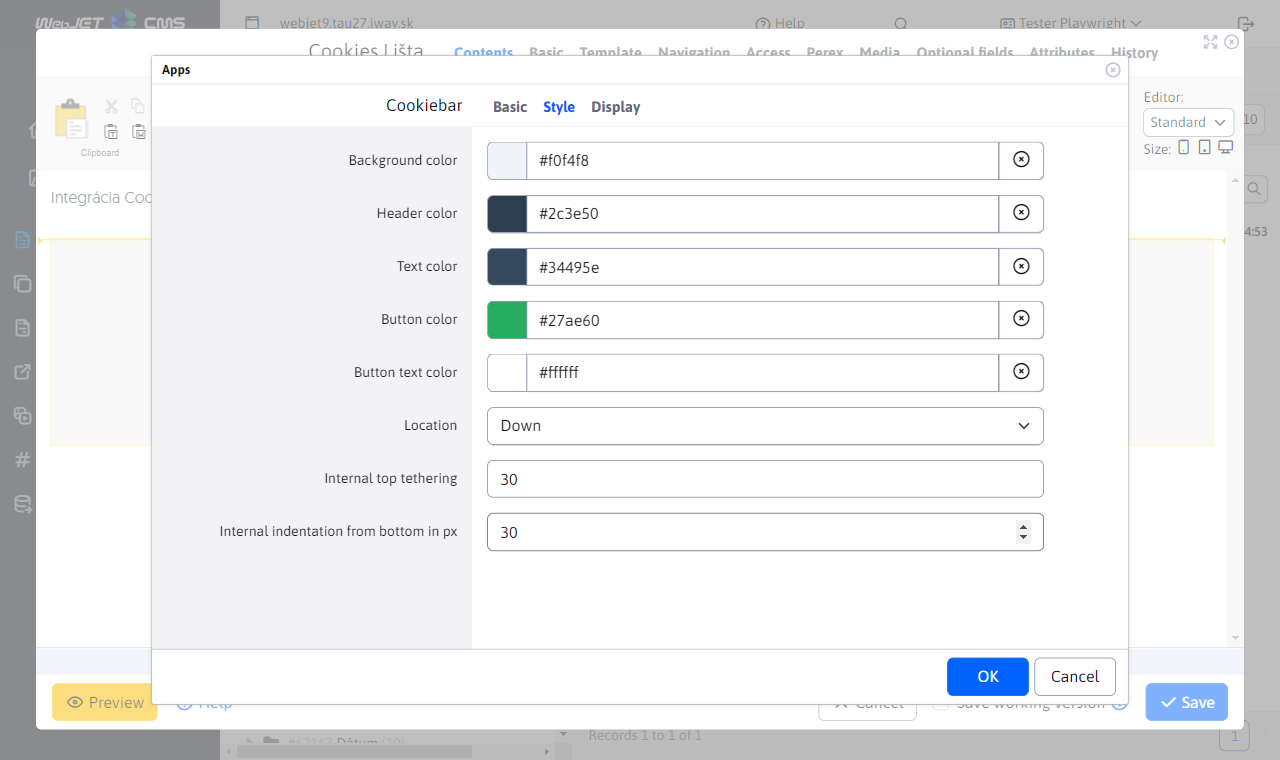 WebJET CMS
webjet9.tau27.iway.sk
Help
Tester Playwright
Cookies Lišta
Contents Basic Template Navigation Access Perex Media Optional fields Attributes History
Apps
Cookiebar
Basic Style Display
Editor:
Standard
10
Size:
Clipboard
Integrácia Coo
4:53
Background color
#f0f4f8
Header color
#2c3e50
Text color
#34495e
Button color
#27ae60
Button text color
#ffffff
Location
Down
Internal top tethering
30
Internal indentation from bottom in px
30
OK
Cancel
Preview
Help
Cancel
Save working version
Save
Dátum
Records 1 to 1 of 1
1